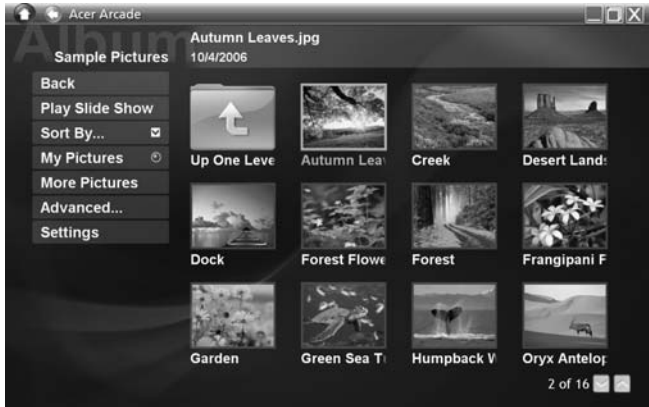 Acer Arcade
Album
Autumn Leaves.jpg
10/4/2006
Sample Pictures
Back
Play Slide Show
Sort By...
My Pictures
More Pictures
Advanced...
Settings
Up One Leve
Autumn Lea
Creek
Desert Lands
Dock
Forest Flowe
Forest
Frangipani F
Garden
Green Sea T
Humpback W
Oryx Antelop
2 of 16